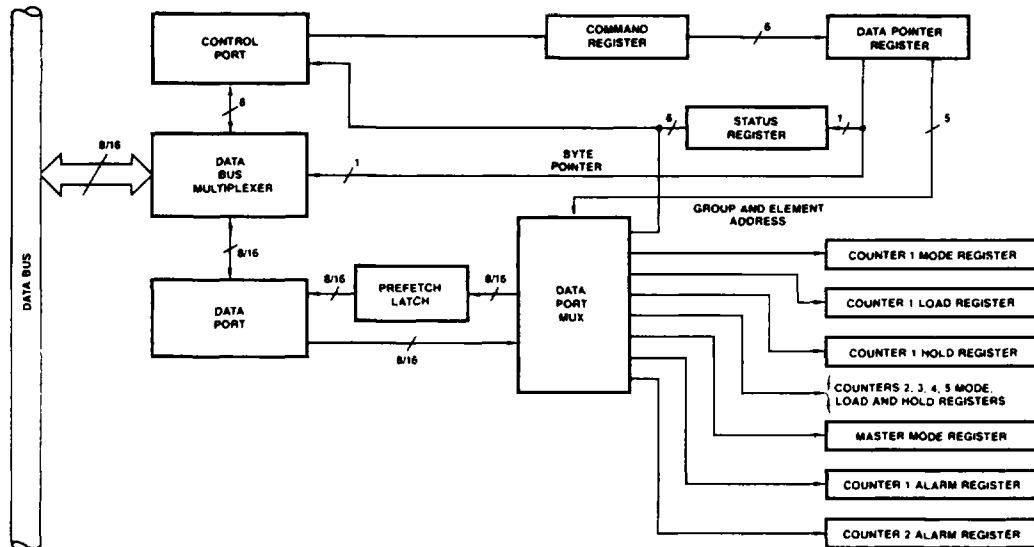 CONTROL
PORT
COMMAND
REGISTER
6
DATA POINTER
REGISTER
8
6
STATUS
REGISTER
1
5
8/16
DATA
BUS
MULTIPLEXER
1
BYTE
POINTER
GROUP AND ELEMENT
ADDRESS
DATA BUS
8/16
DATA
PORT
8/16
PREFETCH
LATCH
8/16
8/16
DATA
PORT
MUX
COUNTER 1 MODE REGISTER
COUNTER 1 LOAD REGISTER
COUNTER 1 HOLD REGISTER
COUNTERS 2, 3, 4, 5 MODE,
LOAD AND HOLD REGISTERS
MASTER MODE REGISTER
COUNTER 1 ALARM REGISTER
COUNTER 2 ALARM REGISTER